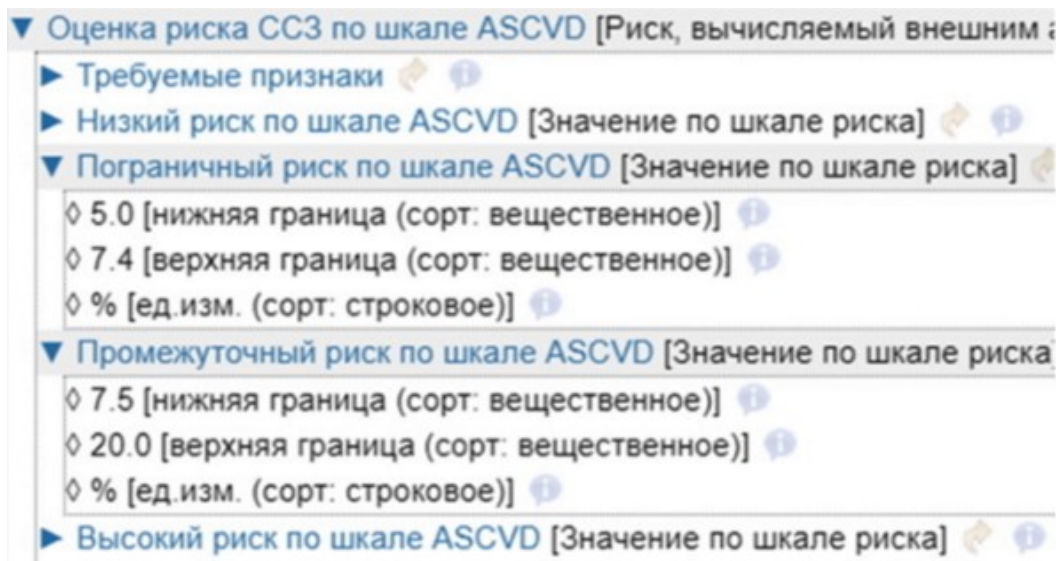 ▼ Оценка риска ССЗ по шкале ASCVD [Риск, вычисляемый внешним
► Требуемые признаки
► Низкий риск по шкале ASCVD [Значение по шкале риска]
▼ Пограничный риск по шкале ASCVD [Значение по шкале риска]
◊ 5.0 [нижняя граница (сорт: вещественное)]
◊ 7.4 [верхняя граница (сорт: вещественное)]
◊ % [ед.изм. (сорт: строковое)]
▼ Промежуточный риск по шкале ASCVD [Значение по шкале риска]
◊ 7.5 [нижняя граница (сорт: вещественное)]
◊ 20.0 [верхняя граница (сорт: вещественное)]
◊ % [ед.изм. (сорт: строковое)]
► Высокий риск по шкале ASCVD [Значение по шкале риска]